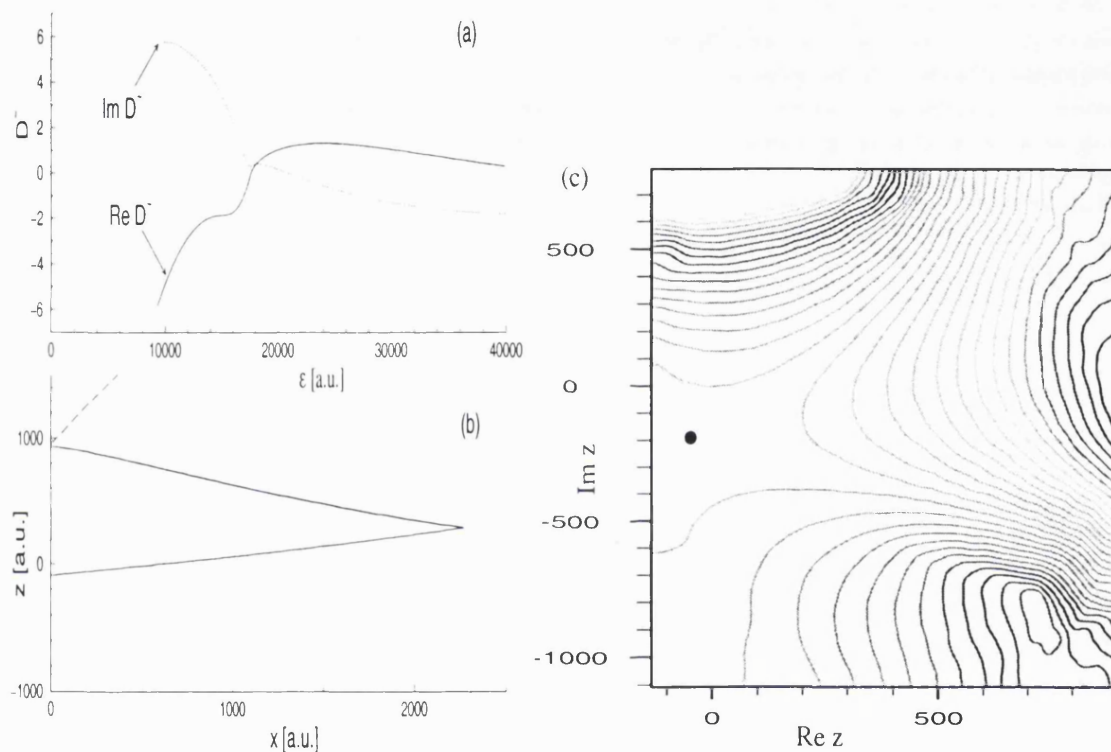 (a)
6
4
2
0
-2
-4
-6
D⁻
Im D⁻
Re D⁻
0
10000
20000
30000
40000
ε [a.u.]
(b)
1000
0
-1000
z [a.u.]
0
1000
2000
x [a.u.]
(c)
500
0
-500
-1000
Im z
0
500
Re z